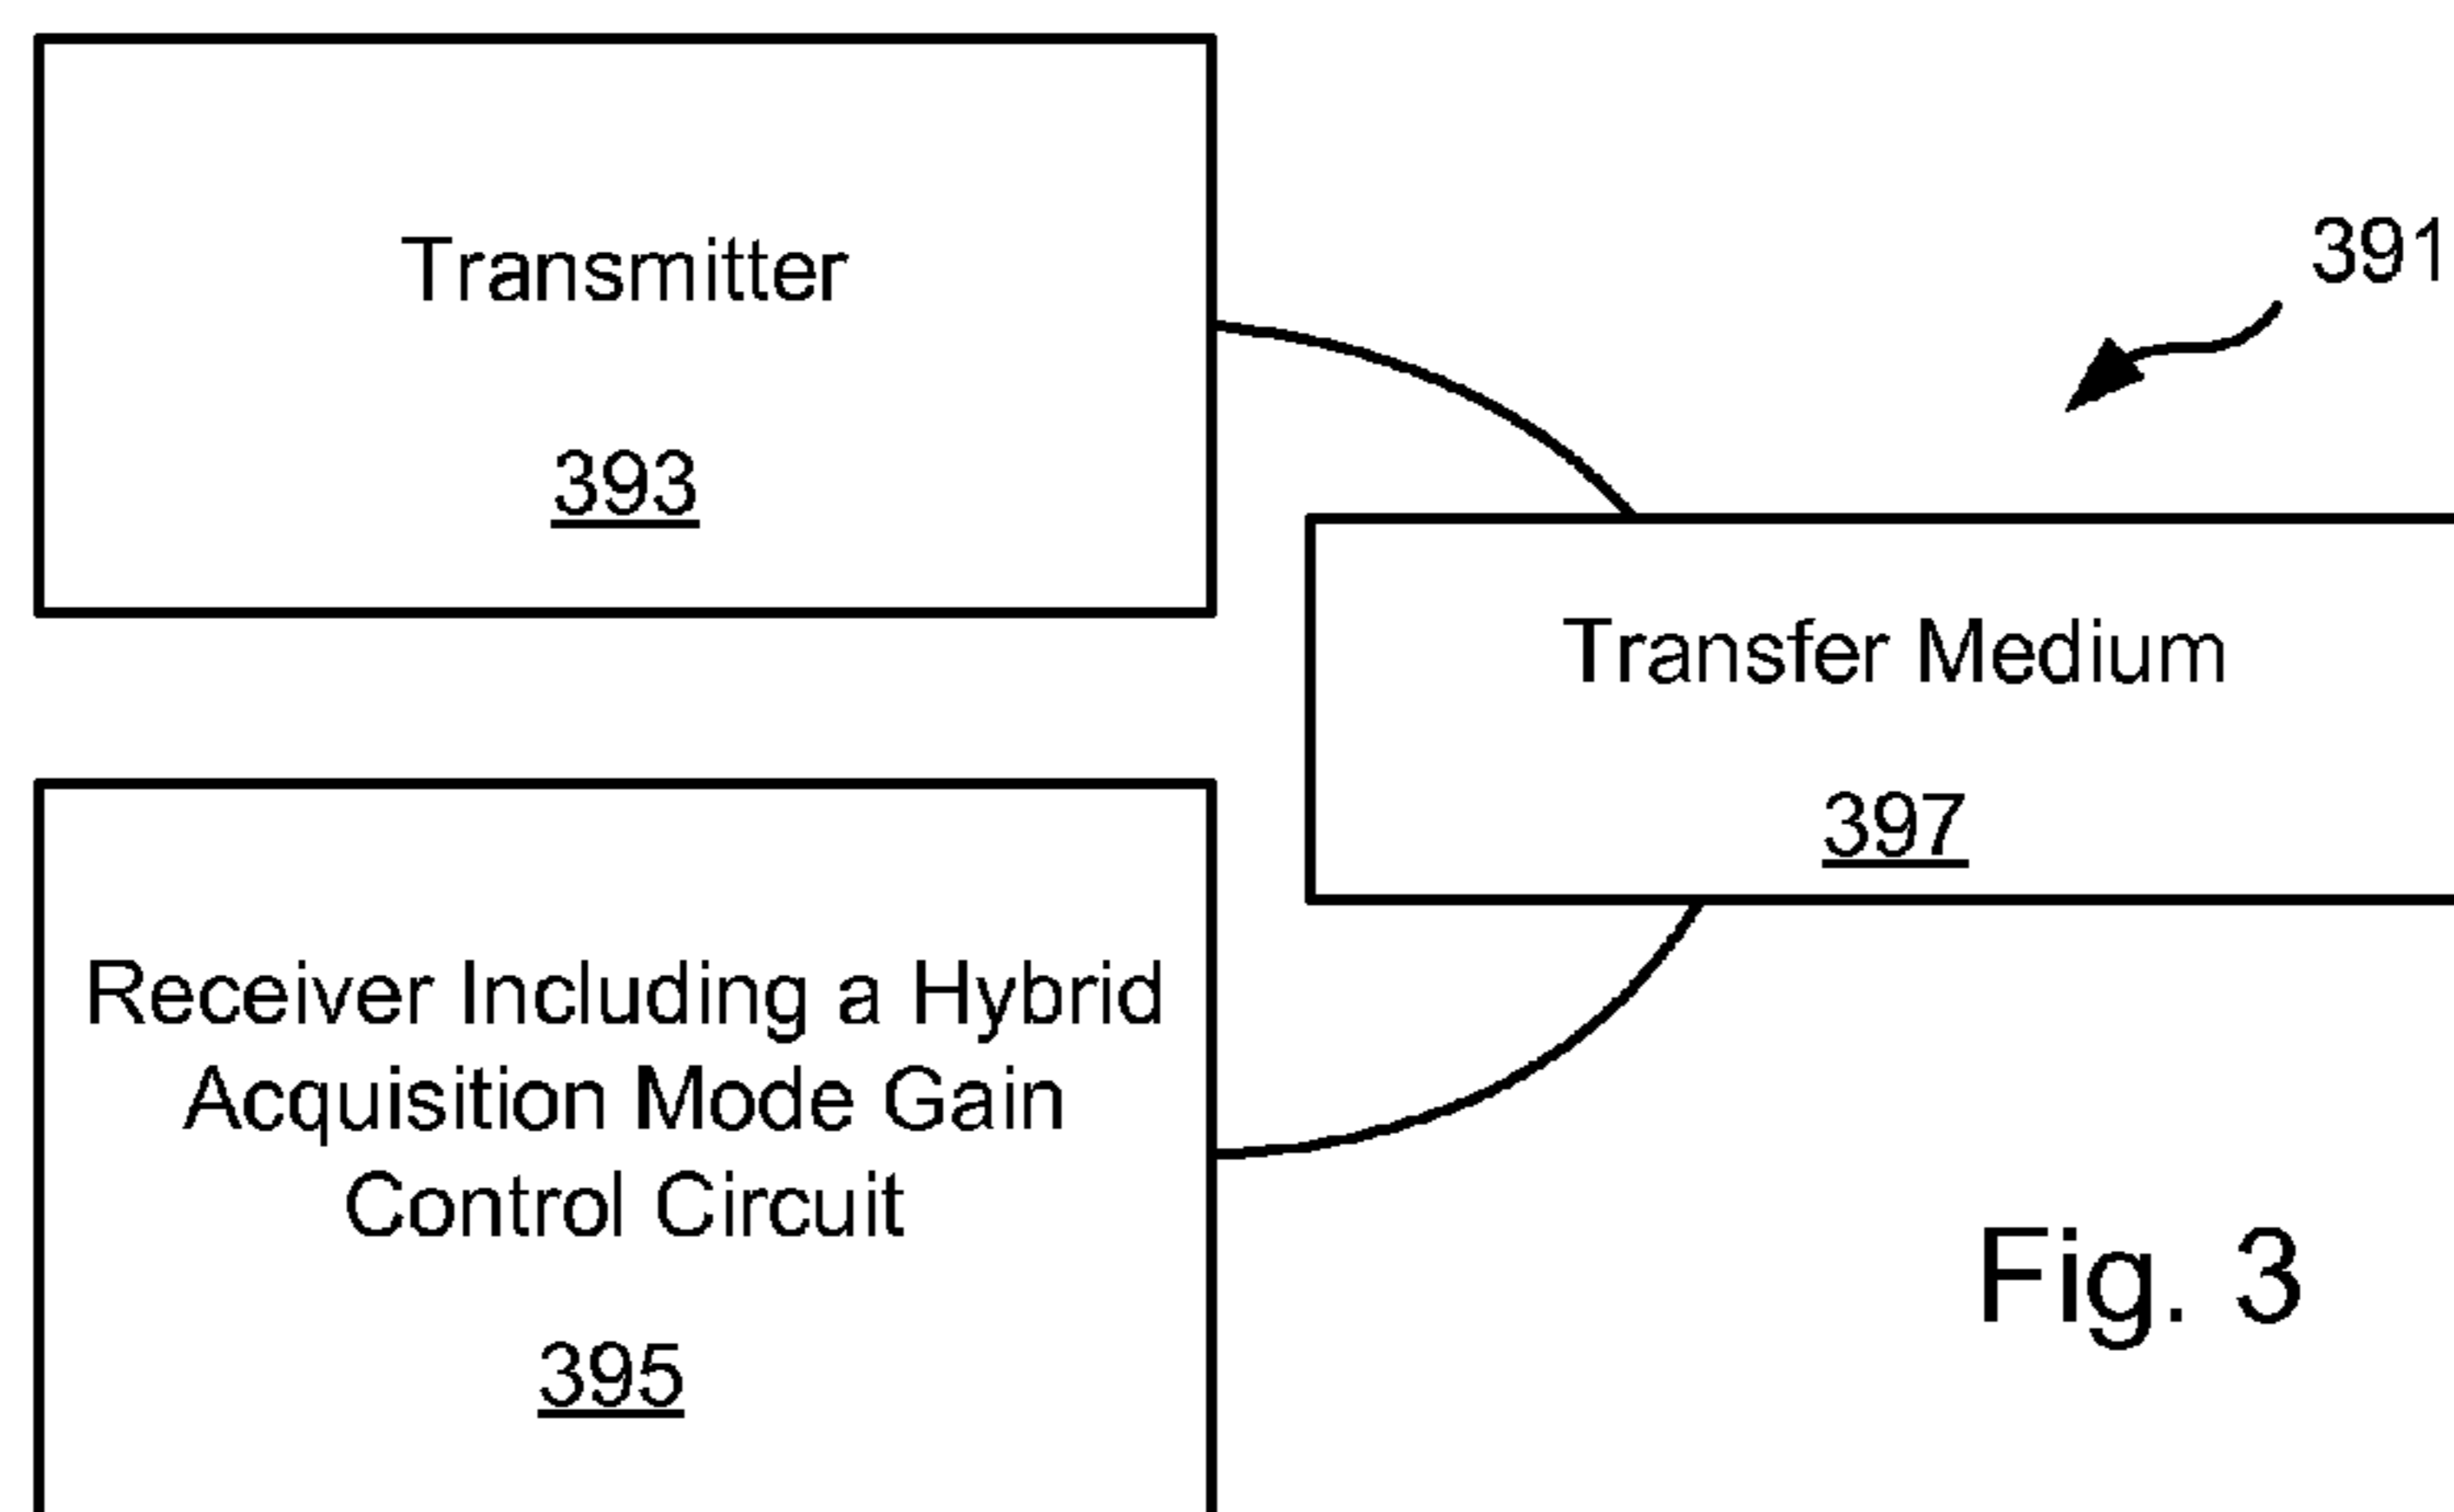 Transmitter
393
391
Transfer Medium
397
Receiver Including a Hybrid
Acquisition Mode Gain
Control Circuit
395
Fig. 3